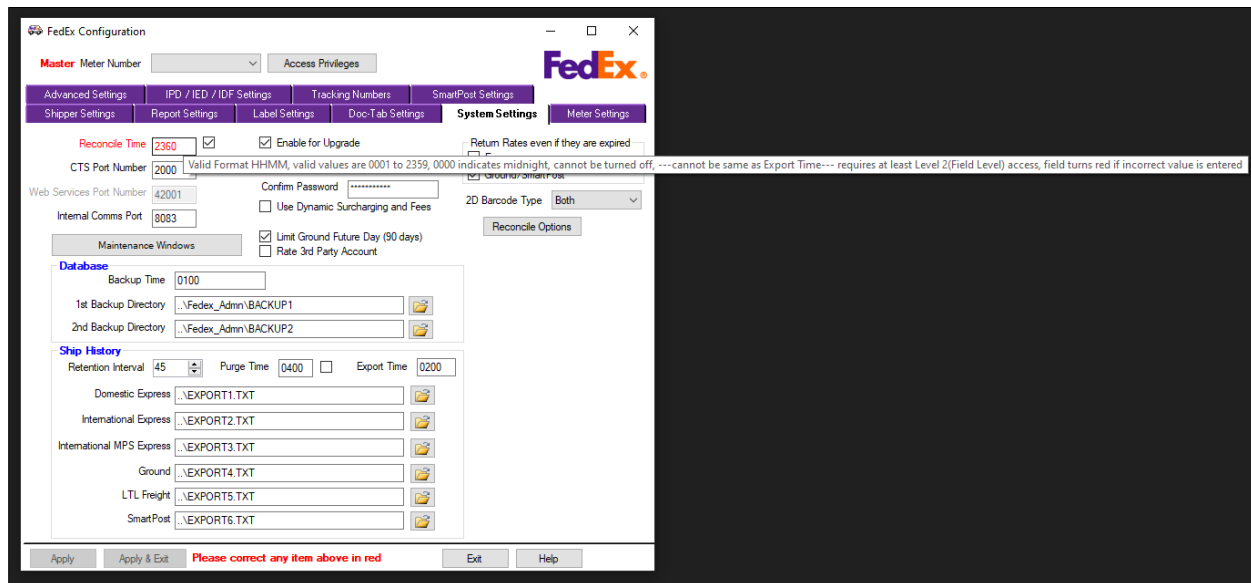 FedEx Configuration
Master Meter Number Access Privileges
FedEx®
Advanced Settings IPD / IED / IDF Settings Tracking Numbers SmartPost Settings
Shipper Settings Report Settings Label Settings Doc-Tab Settings System Settings Meter Settings
Reconcile Time 2360 Enable for Upgrade Return Rates even if they are expired
CTS Port Number 2000 Valid Format HHMM, valid values are 0001 to 2359, 0000 indicates midnight, cannot be turned off, ---cannot be same as Export Time--- requires at least Level 2(Field Level) access, field turns red if incorrect value is entered
Ground/SmartPost
Web Services Port Number 42001 Confirm Password ***********
Use Dynamic Surcharging and Fees 2D Barcode Type Both
Internal Comms Port 8083
Reconcile Options
Maintenance Windows Limit Ground Future Day (90 days)
Rate 3rd Party Account
Database
Backup Time 0100
1st Backup Directory ..\Fedex_Admn\BACKUP1
2nd Backup Directory ..\Fedex_Admn\BACKUP2
Ship History
Retention Interval 45 Purge Time 0400 Export Time 0200
Domestic Express ..\EXPORT1.TXT
International Express ..\EXPORT2.TXT
International MPS Express ..\EXPORT3.TXT
Ground ..\EXPORT4.TXT
LTL Freight ..\EXPORT5.TXT
SmartPost ..\EXPORT6.TXT
Apply Apply & Exit Please correct any item above in red Exit Help